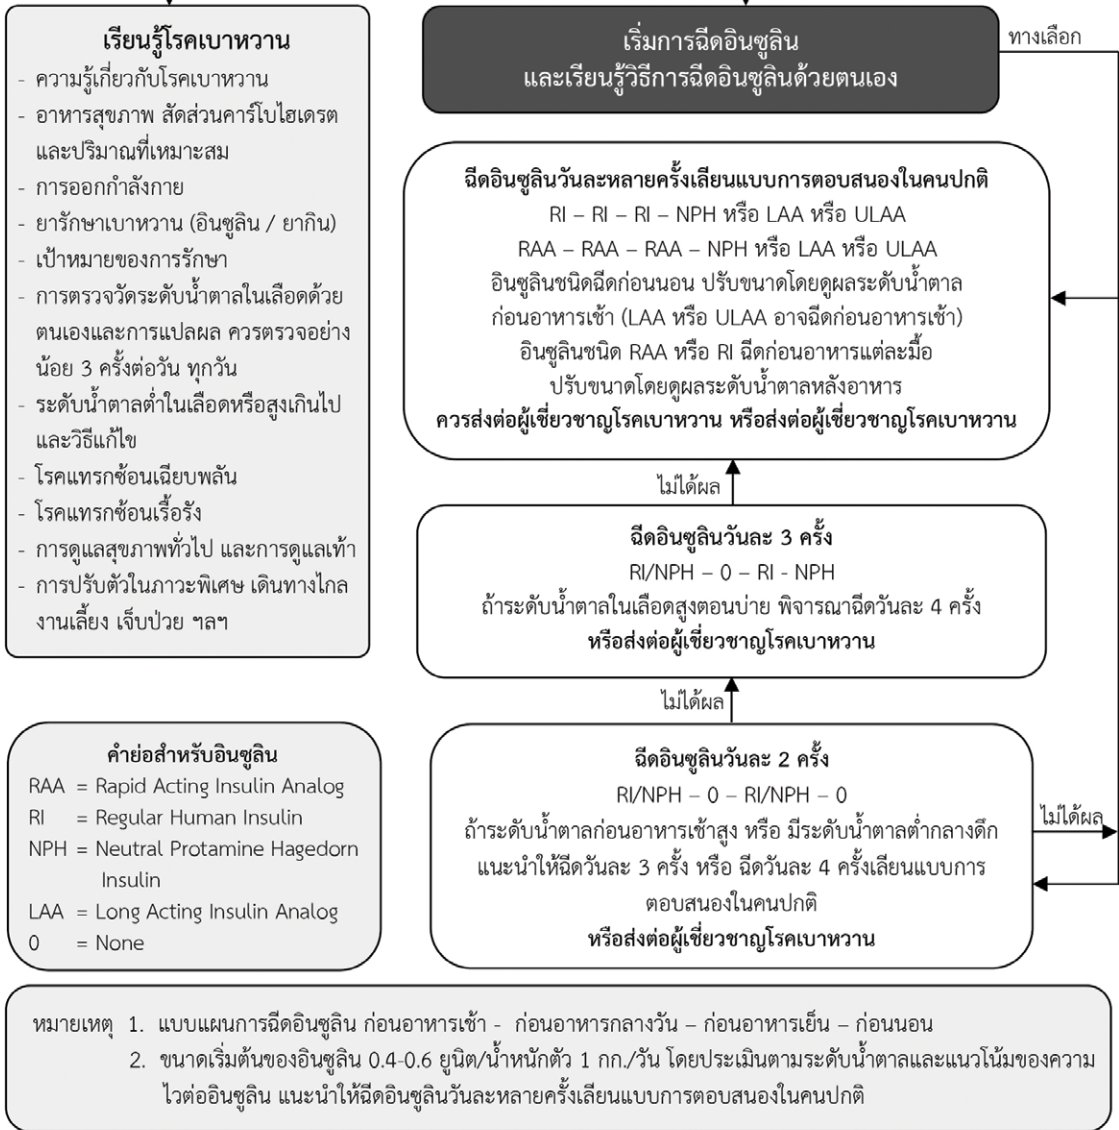 เรียนรู้โรคเบาหวาน
- ความรู้เกี่ยวกับโรคเบาหวาน
- อาหารสุขภาพ สัดส่วนคาร์โบไฮเดรต
และปริมาณที่เหมาะสม
- การออกกำลังกาย
- ยารักษาเบาหวาน (อินซูลิน / ยากิน)
- เป้าหมายของการรักษา
- การตรวจวัดระดับน้ำตาลในเลือดด้วย
ตนเองและการแปลผล ควรตรวจอย่าง
น้อย 3 ครั้งต่อวัน ทุกวัน
- ระดับน้ำตาลต่ำในเลือดหรือสูงเกินไป
และวิธีแก้ไข
- โรคแทรกซ้อนเฉียบพลัน
- โรคแทรกซ้อนเรื้อรัง
- การดูแลสุขภาพทั่วไป และการดูแลเท้า
- การปรับตัวในภาวะพิเศษ เดินทางไกล
งานเลี้ยง เจ็บป่วย ฯลฯ
เริ่มการฉีดอินซูลิน
และเรียนรู้วิธีการฉีดอินซูลินด้วยตนเอง
ทางเลือก
ฉีดอินซูลินวันละหลายครั้งเลียนแบบการตอบสนองในคนปกติ
RI – RI – RI – NPH หรือ LAA หรือ ULAA
RAA – RAA – RAA – NPH หรือ LAA หรือ ULAA
อินซูลินชนิดฉีดก่อนนอน ปรับขนาดโดยดูผลระดับน้ำตาล
ก่อนอาหารเช้า (LAA หรือ ULAA อาจฉีดก่อนอาหารเช้า)
อินซูลินชนิด RAA หรือ RI ฉีดก่อนอาหารแต่ละมื้อ
ปรับขนาดโดยดูผลระดับน้ำตาลหลังอาหาร
ควรส่งต่อผู้เชี่ยวชาญโรคเบาหวาน หรือส่งต่อผู้เชี่ยวชาญโรคเบาหวาน
ไม่ได้ผล
ฉีดอินซูลินวันละ 3 ครั้ง
RI/NPH – 0 – RI - NPH
ถ้าระดับน้ำตาลในเลือดสูงตอนบ่าย พิจารณาฉีดวันละ 4 ครั้ง
หรือส่งต่อผู้เชี่ยวชาญโรคเบาหวาน
ไม่ได้ผล
ฉีดอินซูลินวันละ 2 ครั้ง
RI/NPH – 0 – RI/NPH – 0
ถ้าระดับน้ำตาลก่อนอาหารเช้าสูง หรือ มีระดับน้ำตาลต่ำกลางดึก
แนะนำให้ฉีดวันละ 3 ครั้ง หรือ ฉีดวันละ 4 ครั้งเลียนแบบการ
ตอบสนองในคนปกติ
หรือส่งต่อผู้เชี่ยวชาญโรคเบาหวาน
ไม่ได้ผล
คำย่อสำหรับอินซูลิน
RAA = Rapid Acting Insulin Analog
RI = Regular Human Insulin
NPH = Neutral Protamine Hagedorn
Insulin
LAA = Long Acting Insulin Analog
0 = None
หมายเหตุ 1. แบบแผนการฉีดอินซูลิน ก่อนอาหารเช้า - ก่อนอาหารกลางวัน – ก่อนอาหารเย็น – ก่อนนอน
2. ขนาดเริ่มต้นของอินซูลิน 0.4-0.6 ยูนิต/น้ำหนักตัว 1 กก./วัน โดยประเมินตามระดับน้ำตาลและแนวโน้มของความ
ไวต่ออินซูลิน แนะนำให้ฉีดอินซูลินวันละหลายครั้งเลียนแบบการตอบสนองในคนปกติ